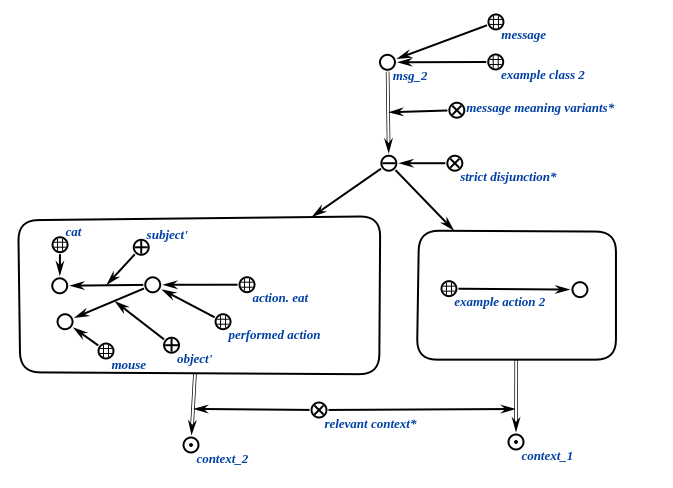 message
msg_2
example class 2
message meaning variants*
strict disjunction*
cat
subject'
action. eat
example action 2
performed action
object'
mouse
relevant context*
context_2
context_1